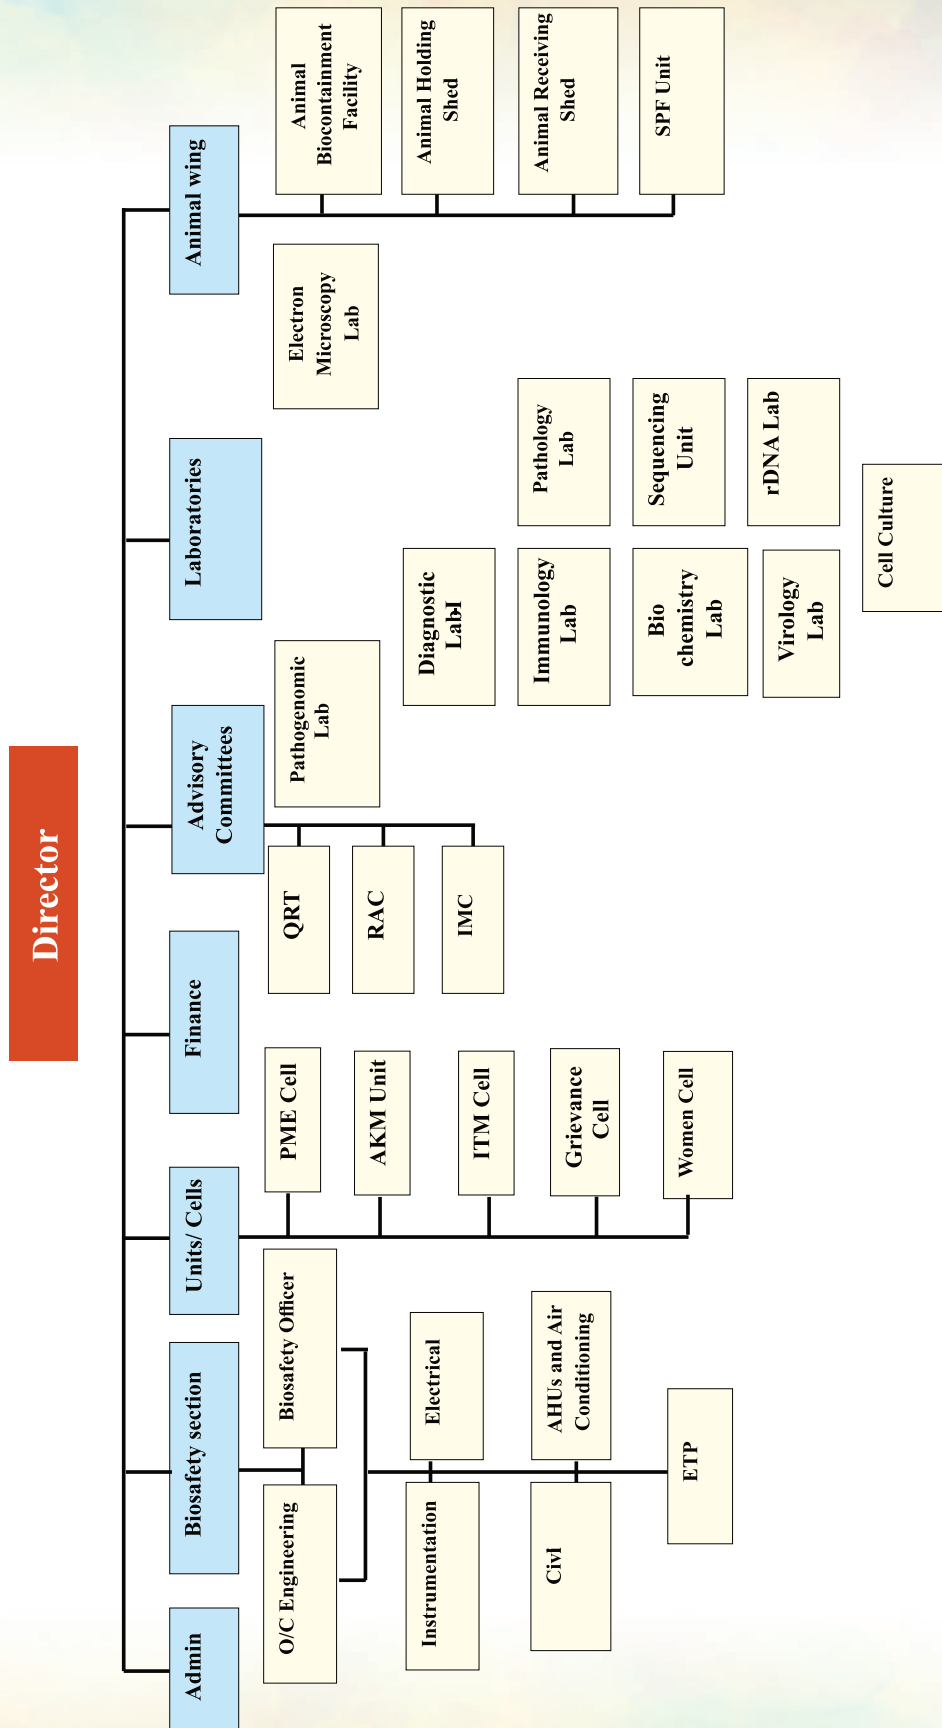 Director
Admin
Biosafety section
Units/ Cells
Finance
Advisory
Committees
Laboratories
Animal wing
O/C Engineering
Biosafety Officer
Instrumentation
Electrical
Civl
AHUs and Air
Conditioning
ETP
PME Cell
AKM Unit
ITM Cell
Grievance
Cell
Women Cell
QRT
RAC
IMC
Pathogenomic
Lab
Electron
Microscopy
Lab
Diagnostic
Lab-I
Immunology
Lab
Pathology
Lab
Bio
chemistry
Lab
Sequencing
Unit
Virology
Lab
rDNA Lab
Cell Culture
Animal
Biocontainment
Facility
Animal Holding
Shed
Animal Receiving
Shed
SPF Unit